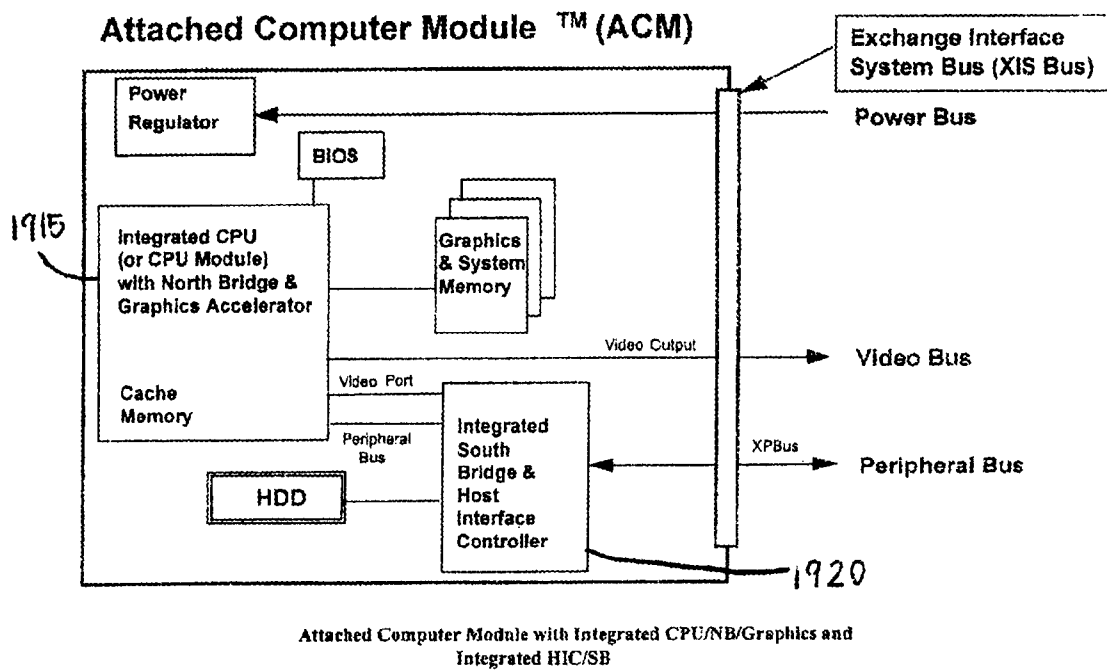 Attached Computer Module ™ (ACM)
Exchange Interface
System Bus (XIS Bus)
Power
Regulator
Power Bus
BIOS
1915
Integrated CPU
(or CPU Module)
with North Bridge &
Graphics Accelerator
Graphics
& System
Memory
Video Output
Video Bus
Cache
Memory
Video Port
Peripheral
Bus
Integrated
South
Bridge &
Host
Interface
Controller
XPBus
Peripheral Bus
HDD
1920
Attached Computer Module with Integrated CPU/NB/Graphics and
Integrated HIC/SB